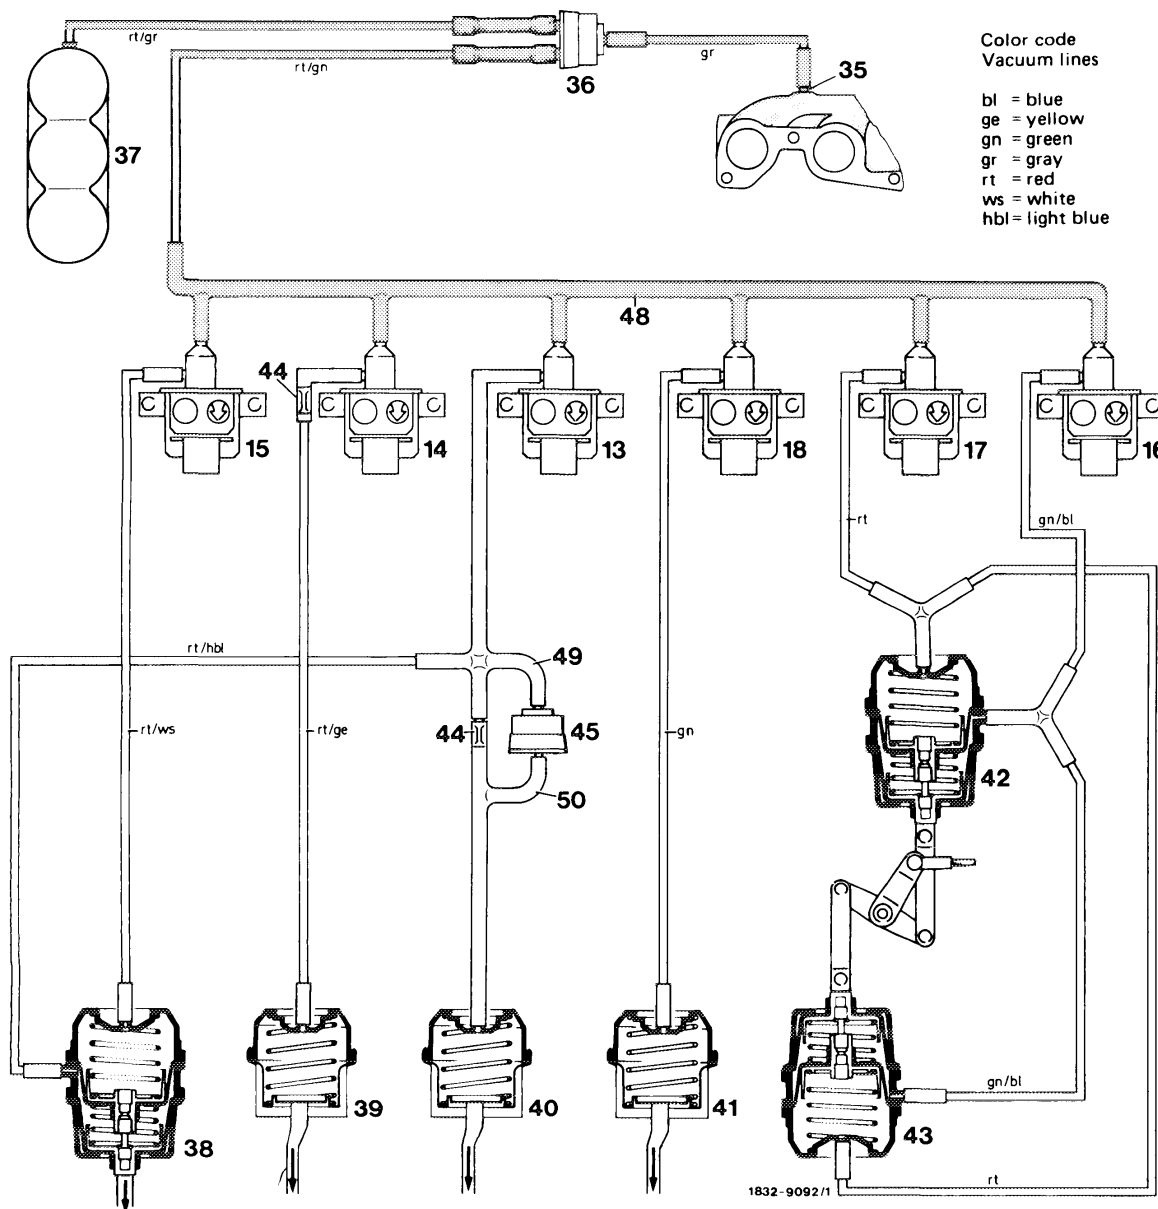 rt/gr
rt/gn
36
gr
35
37
Color code
Vacuum lines
bl = blue
ge = yellow
gn = green
gr = gray
rt = red
ws = white
hbl = light blue
48
44
15
14
13
18
17
16
rt
gn/bl
rt/hbl
49
rt/ws
rt/ge
44
45
gn
42
50
38
39
40
41
43
gn/bl
rt
1832-9092/1